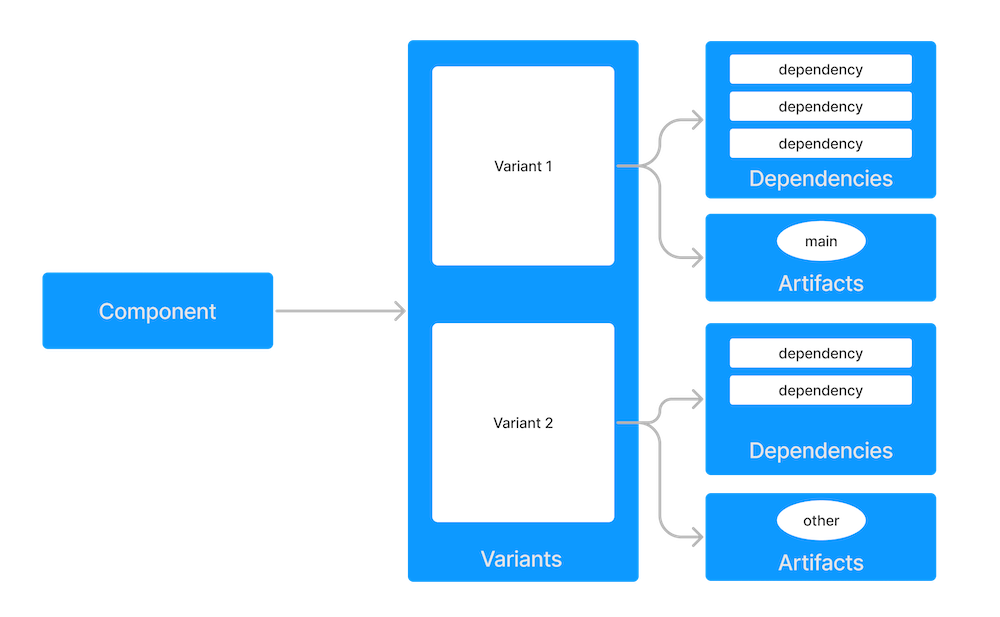 Component
Variant 1
Variant 2
Variants
dependency
dependency
dependency
Dependencies
main
Artifacts
dependency
dependency
Dependencies
other
Artifacts